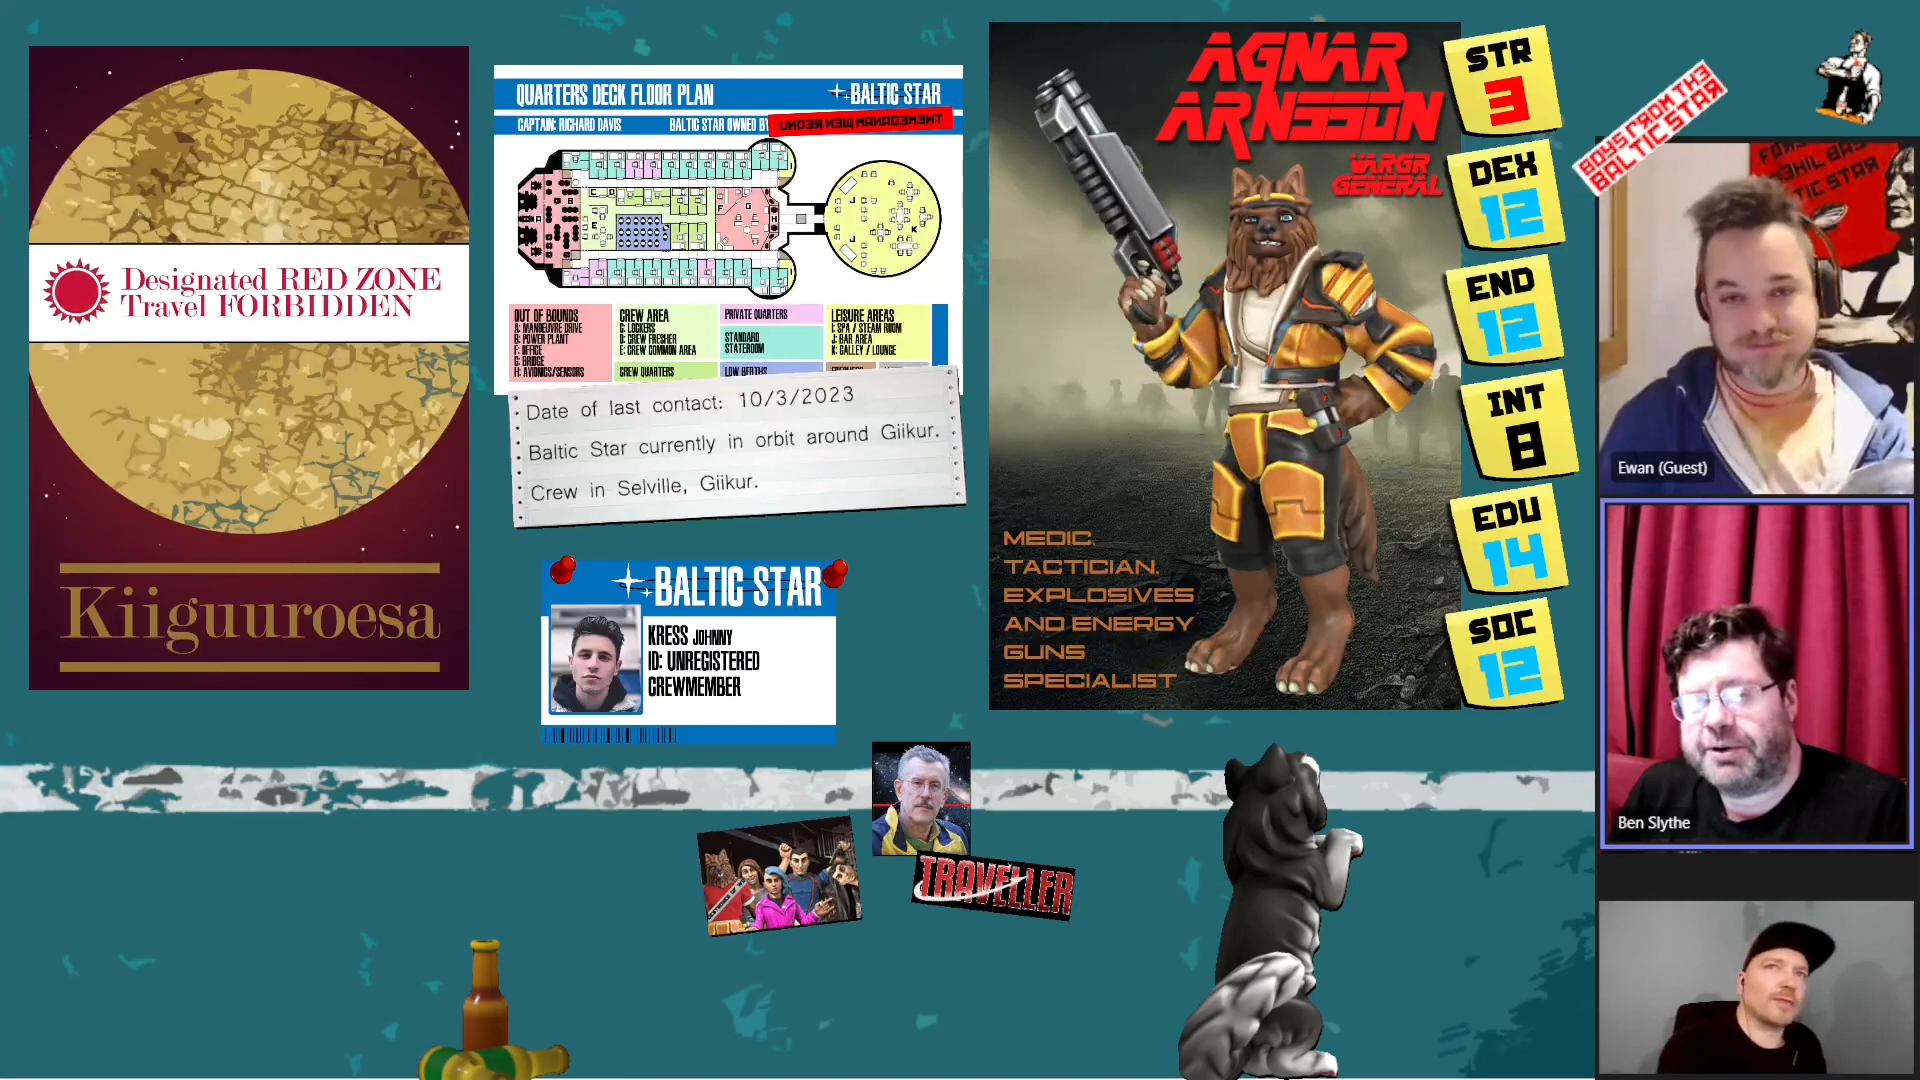 Designated RED ZONE
Travel FORBIDDEN
Kiiguuroesa
QUARTERS DECK FLOOR PLAN
BALTIC STAR
CAPTAIN: RICHARD DAVIS
BALTIC STAR OWNED BY
UNDER NEW MANAGEMENT
OUT OF BOUNDS
A: MANOEUVRE DRIVE
B: POWER PLANT
F: OFFICE
G: BRIDGE
H: AVIONICS/SENSORS
CREW AREA
C: LOCKERS
D: CREW FRESHER
E: CREW COMMON AREA
CREW QUARTERS
PRIVATE QUARTERS
STANDARD
STATEROOM
LOW BERTHS
LEISURE AREAS
I: SPA / STEAM ROOM
J: BAR AREA
K: GALLEY / LOUNGE
Date of last contact: 10/3/2023
Baltic Star currently in orbit around Giikur.
Crew in Selville, Giikur.
BALTIC STAR
KRESS JOHNNY
ID: UNREGISTERED
CREWMEMBER
TRAVELLER
AGNAR
ARNSSUN
VARGR
GENERAL
MEDIC,
TACTICIAN.
EXPLOSIVES
AND ENERGY
GUNS
SPECIALIST
STR
3
DEX
12
END
12
INT
8
EDU
14
SOC
12
BOYS FROM THE
BALTIC STAR
Ewan (Guest)
Ben Slythe